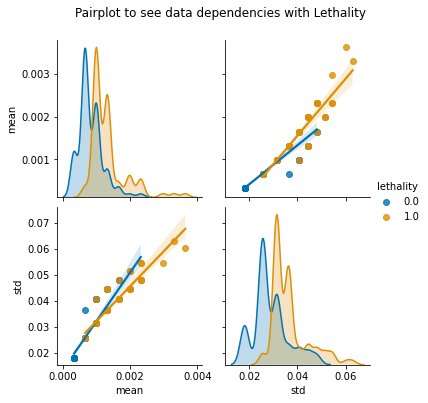 Pairplot to see data dependencies with Lethality
0.003
0.002
0.001
mean
lethality
0.0
1.0
0.07
0.06
0.05
0.04
0.03
0.02
std
0.000 0.002 0.004
mean
0.02 0.04 0.06
std